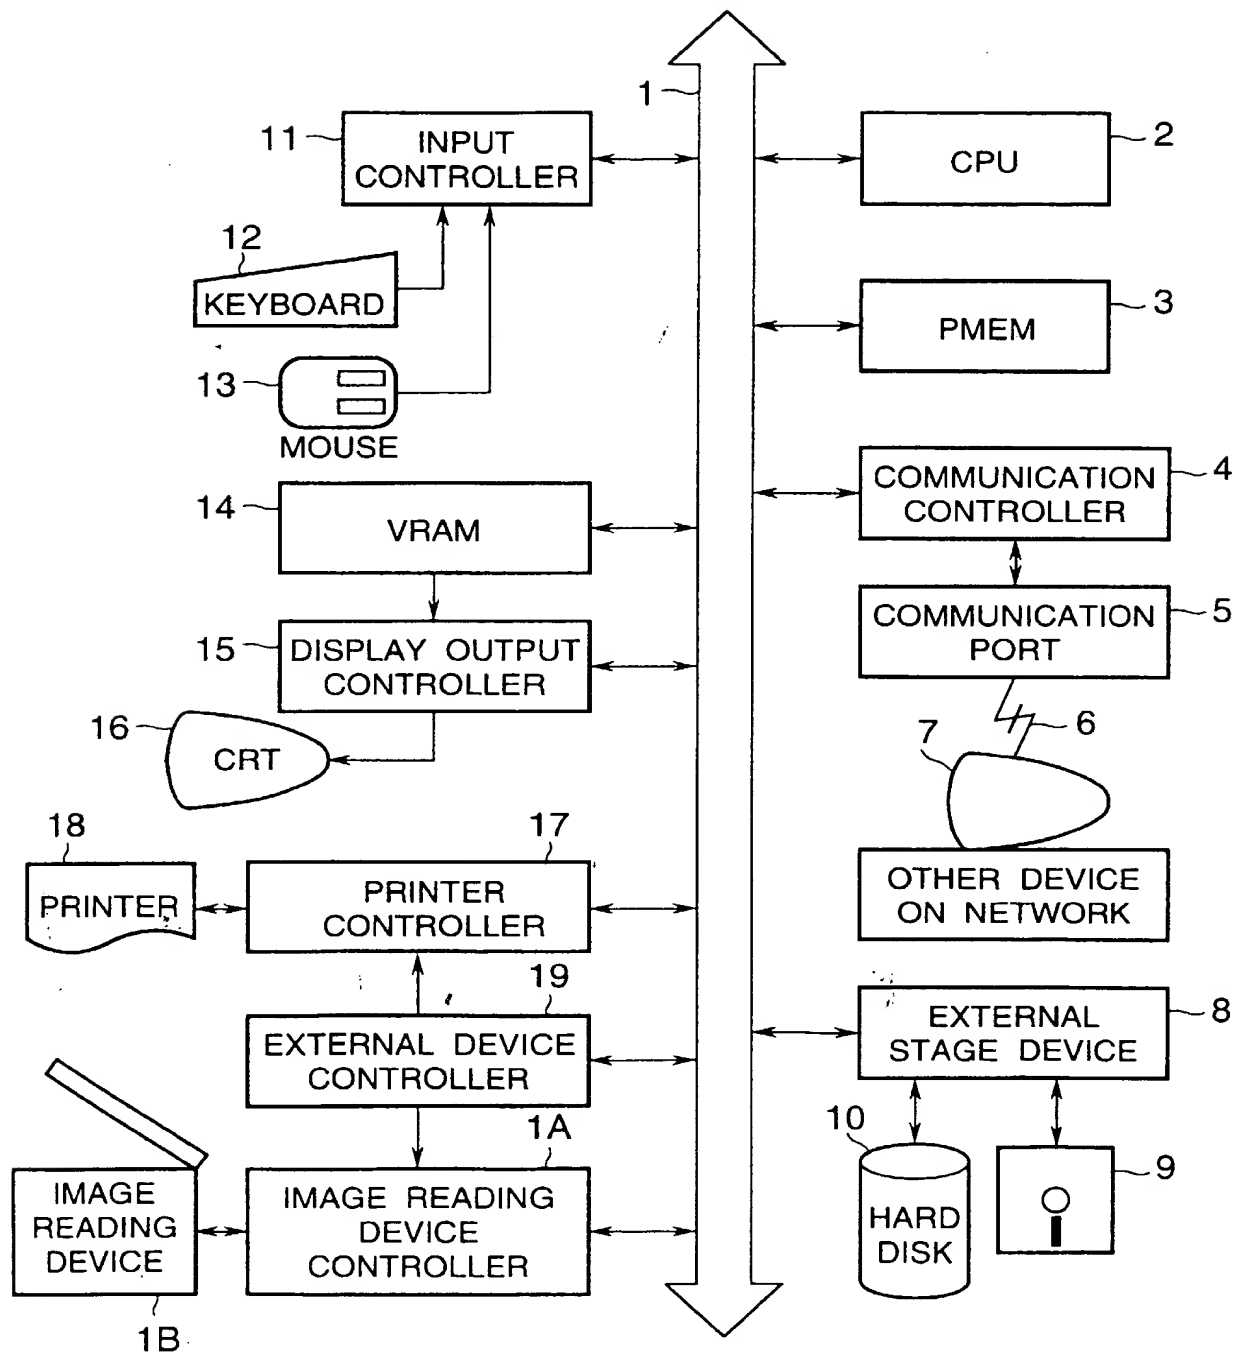 1
11
INPUT
CONTROLLER
2
CPU
12
KEYBOARD
3
PMEM
13
MOUSE
4
COMMUNICATION
CONTROLLER
14
VRAM
5
COMMUNICATION
PORT
15
DISPLAY OUTPUT
CONTROLLER
6
16
CRT
7
18
PRINTER
17
PRINTER
CONTROLLER
OTHER DEVICE
ON NETWORK
19
EXTERNAL DEVICE
CONTROLLER
8
EXTERNAL
STAGE DEVICE
10
HARD
DISK
9
1A
IMAGE READING
DEVICE
CONTROLLER
IMAGE
READING
DEVICE
1B